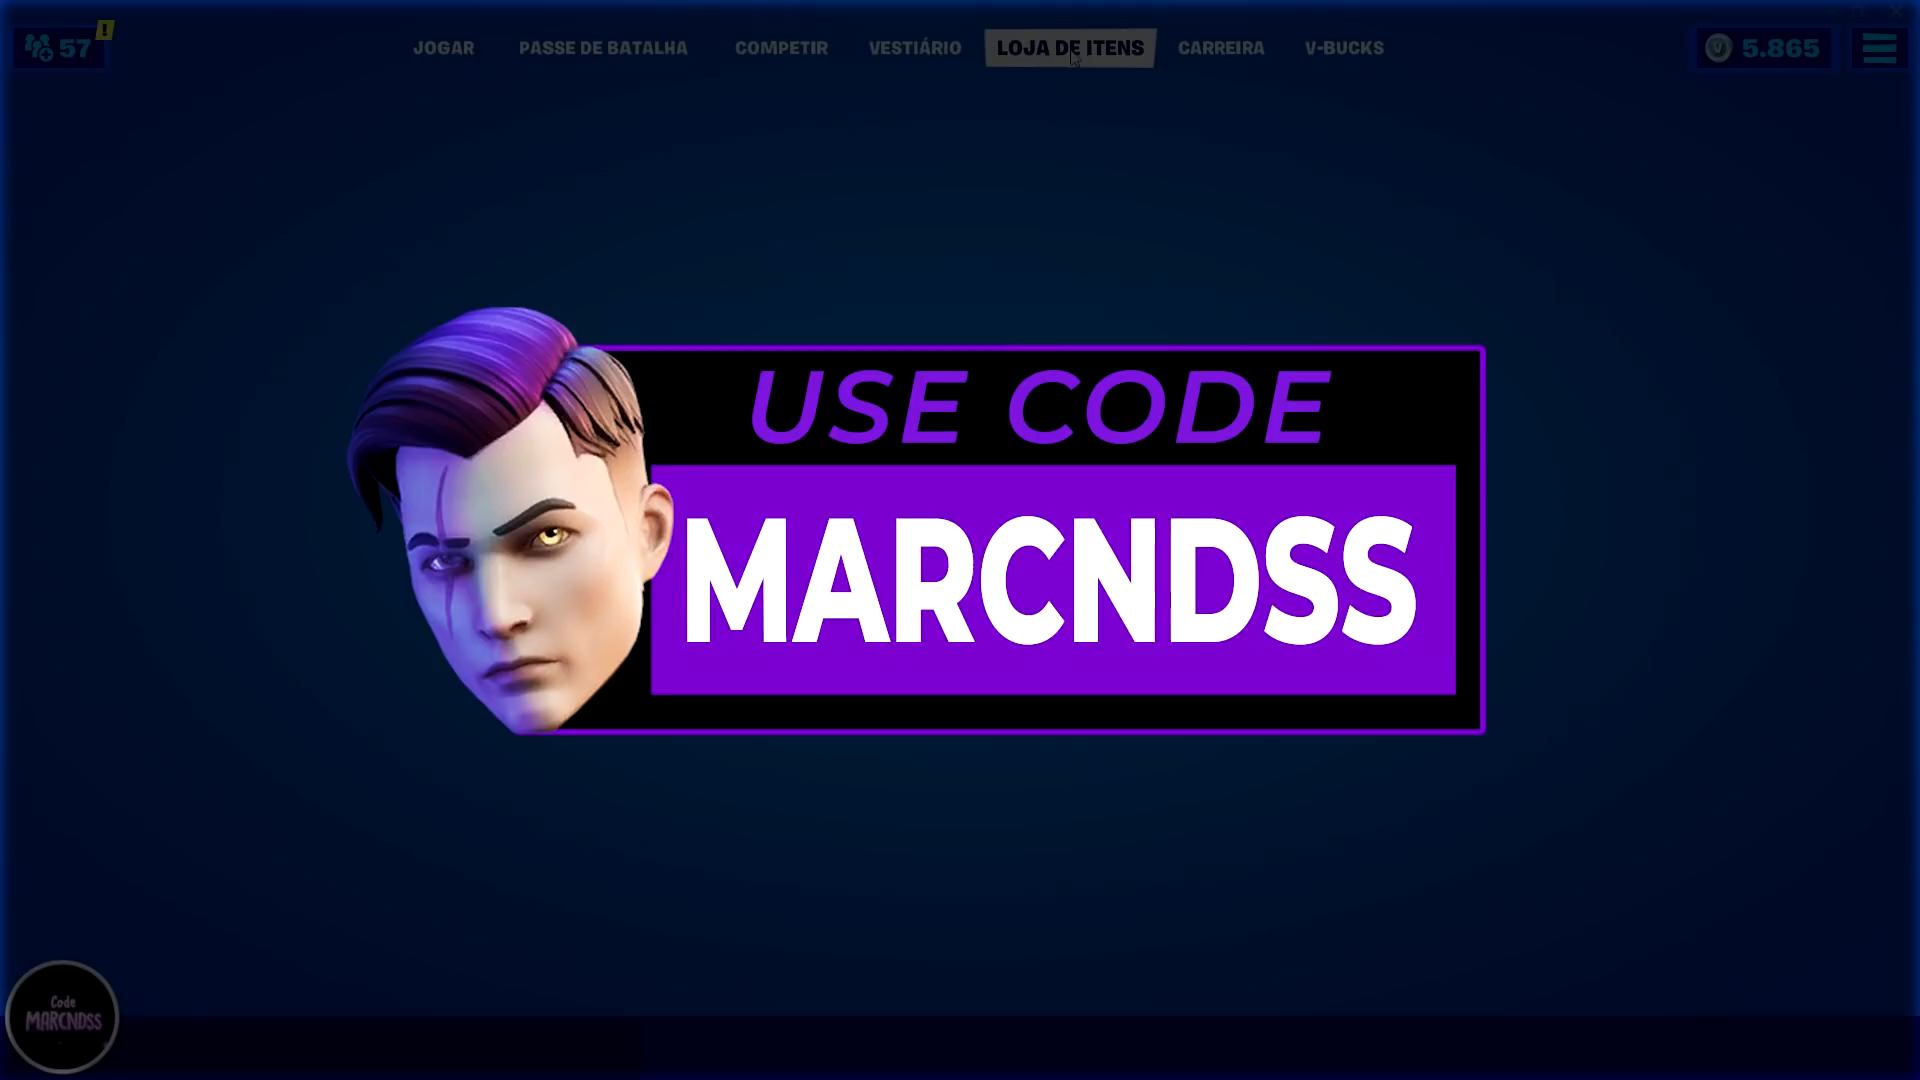 57
!
JOGAR
PASSE DE BATALHA
COMPETIR
VESTIÁRIO
LOJA DE ITENS
CARREIRA
V-BUCKS
5.865
USE CODE
MARCNDSS
Code
MARCNDSS